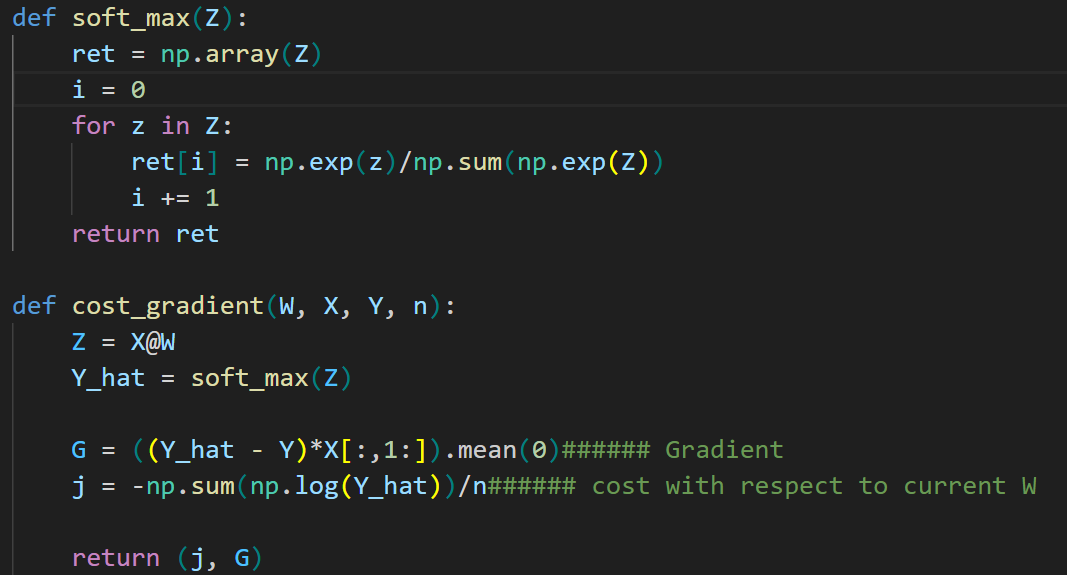 def soft_max(Z):
    ret = np.array(Z)
    i = 0
    for z in Z:
        ret[i] = np.exp(z)/np.sum(np.exp(Z))
        i += 1
    return ret

def cost_gradient(W, X, Y, n):
    Z = X@W
    Y_hat = soft_max(Z)

    G = ((Y_hat - Y)*X[:,1:]).mean(0)###### Gradient
    j = -np.sum(np.log(Y_hat))/n###### cost with respect to current W

    return (j, G)